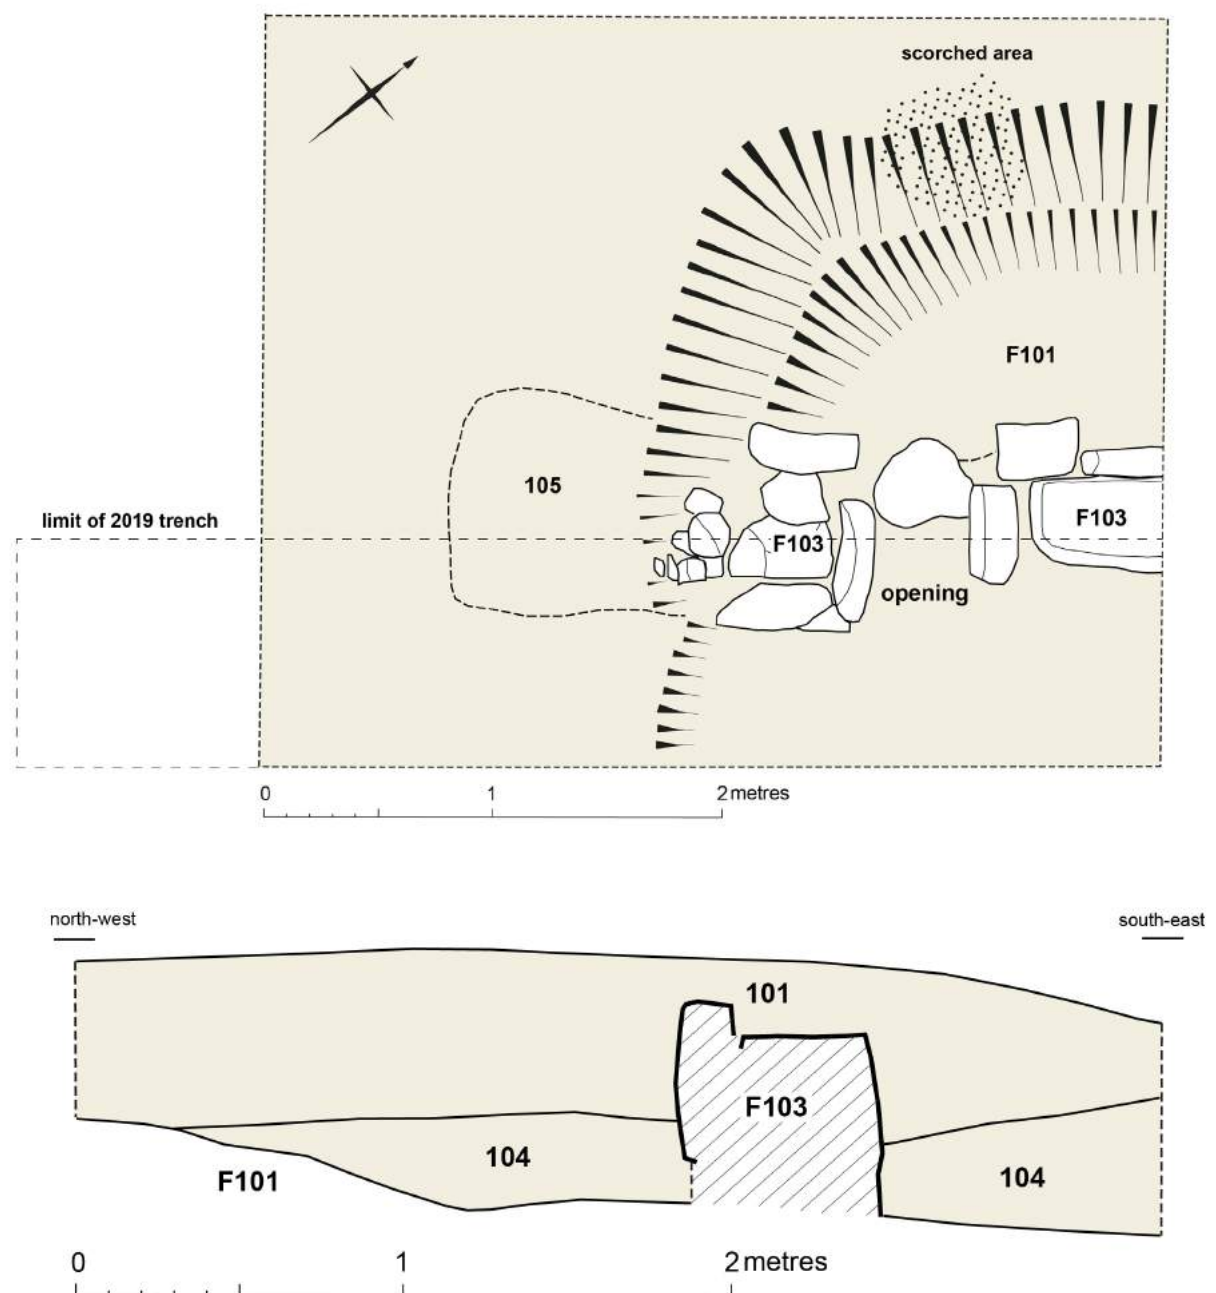 scorched area
F101
105
limit of 2019 trench
F103
F103
opening
0 1 2 metres
north-west
south-east
101
F103
104
F101
104
0 1 2 metres